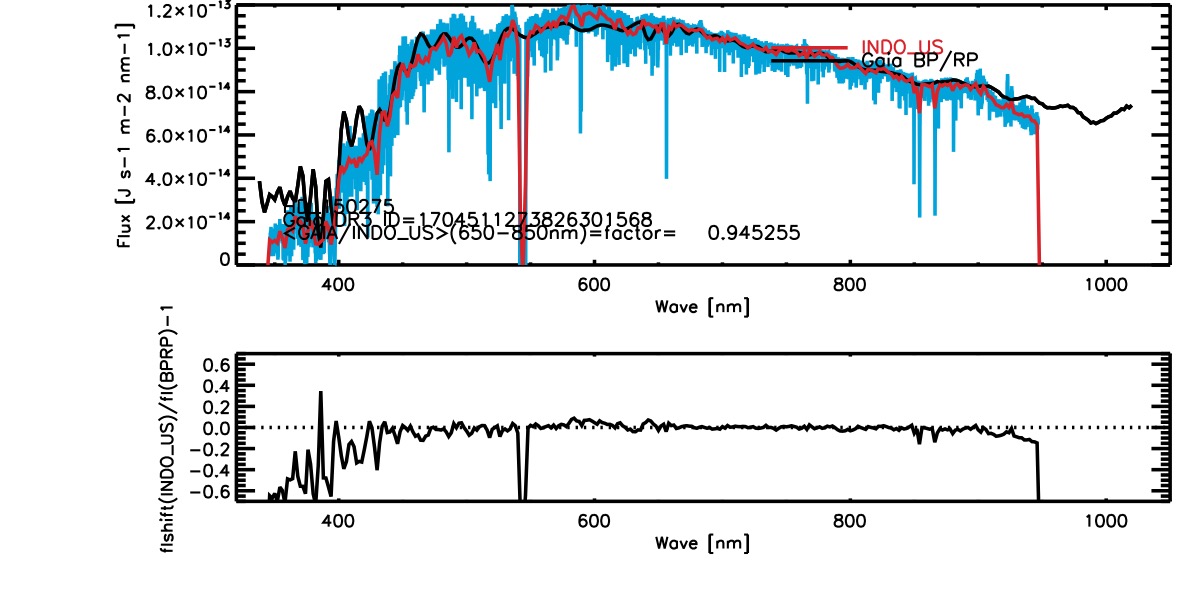 1.2×10⁻¹³
1.0×10⁻¹³
8.0×10⁻¹⁴
6.0×10⁻¹⁴
4.0×10⁻¹⁴
2.0×10⁻¹⁴
0
Flux [J s−1 m−2 nm−1]
INDO_US
Gaia BP/RP
Gaia DR3 ID=1704511273826301568
<GAIA/INDO_US>(650−850nm)=factor= 0.945255
400 600 800 1000
Wave [nm]
flshift(INDO_US)/fl(BPRP)−1
0.6
0.4
0.2
0.0
−0.2
−0.4
−0.6
400 600 800 1000
Wave [nm]